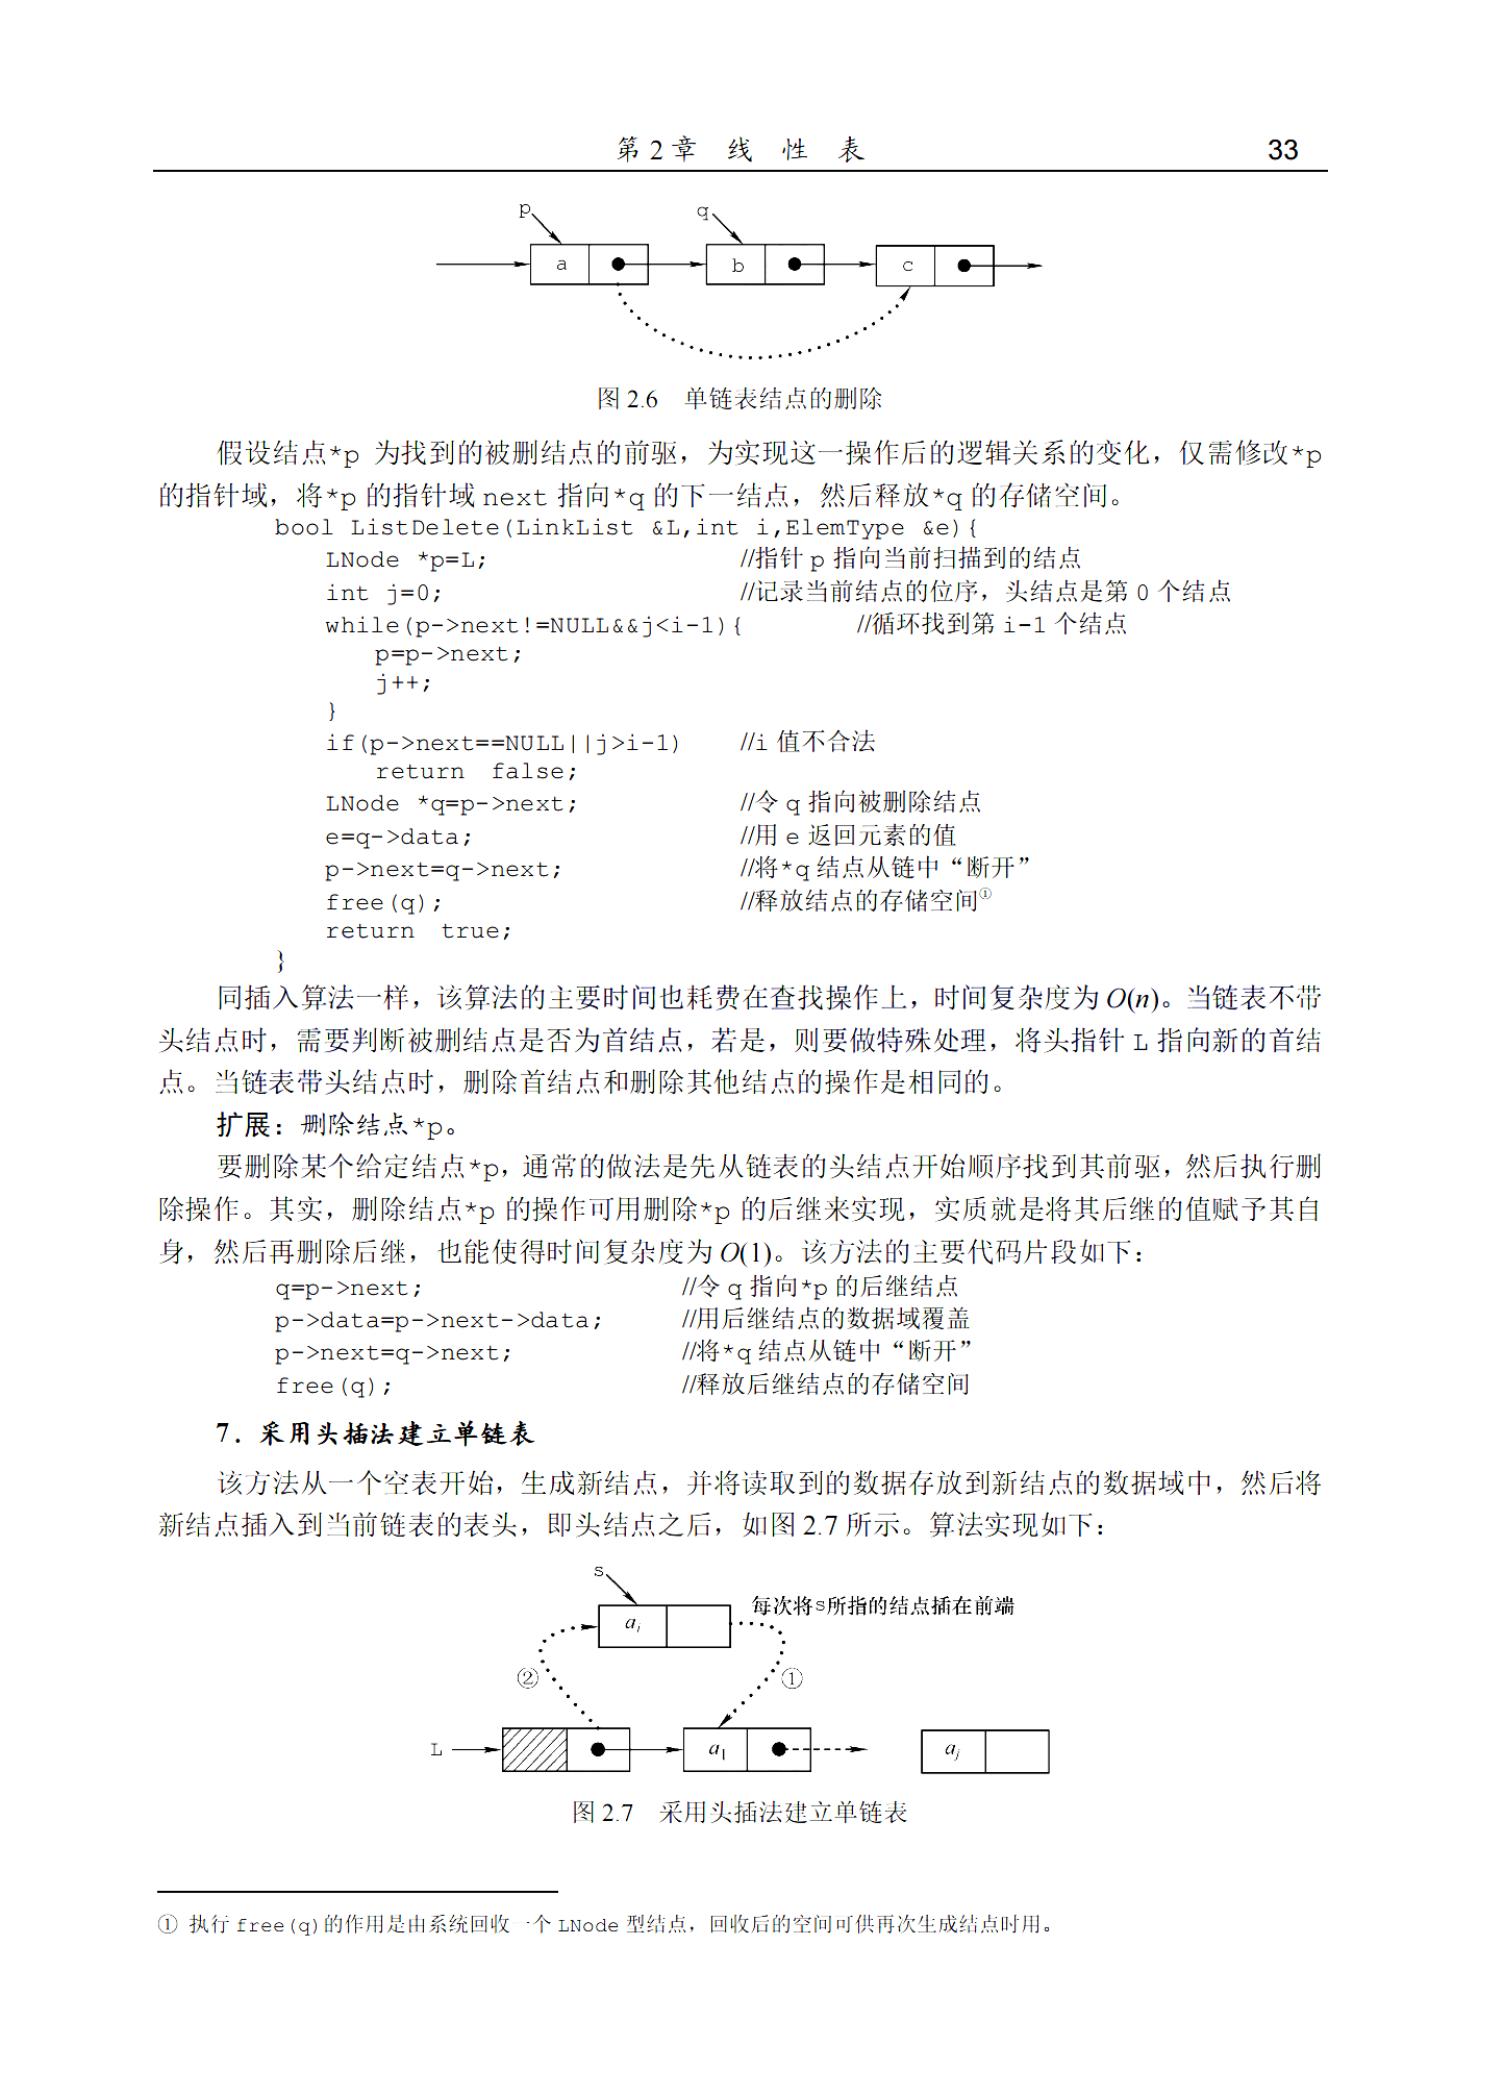 第 2 章 线 性 表 33
p q
a b c
图 2.6 单链表结点的删除
假设结点*p 为找到的被删结点的前驱，为实现这一操作后的逻辑关系的变化，仅需修改*p
的指针域，将*p 的指针域 next 指向*q 的下一结点，然后释放*q 的存储空间。
bool ListDelete(LinkList &L,int i,ElemType &e){
LNode *p=L; //指针 p 指向当前扫描到的结点
int j=0; //记录当前结点的位序，头结点是第 0 个结点
while(p->next!=NULL&&j<i-1){ //循环找到第 i-1 个结点
p=p->next;
j++;
}
if(p->next==NULL||j>i-1) //i 值不合法
return false;
LNode *q=p->next; //令 q 指向被删除结点
e=q->data; //用 e 返回元素的值
p->next=q->next; //将*q 结点从链中“断开”
free(q); //释放结点的存储空间①
return true;
}
同插入算法一样，该算法的主要时间也耗费在查找操作上，时间复杂度为 O(n)。当链表不带
头结点时，需要判断被删结点是否为首结点，若是，则要做特殊处理，将头指针 L 指向新的首结
点。当链表带头结点时，删除首结点和删除其他结点的操作是相同的。
扩展：删除结点*p。
要删除某个给定结点*p，通常的做法是先从链表的头结点开始顺序找到其前驱，然后执行删
除操作。其实，删除结点*p 的操作可用删除*p 的后继来实现，实质就是将其后继的值赋予其自
身，然后再删除后继，也能使得时间复杂度为 O(1)。该方法的主要代码片段如下：
q=p->next; //令 q 指向*p 的后继结点
p->data=p->next->data; //用后继结点的数据域覆盖
p->next=q->next; //将*q 结点从链中“断开”
free(q); //释放后继结点的存储空间
7．采用头插法建立单链表
该方法从一个空表开始，生成新结点，并将读取到的数据存放到新结点的数据域中，然后将
新结点插入到当前链表的表头，即头结点之后，如图 2.7 所示。算法实现如下：
s
每次将s所指的结点插在前端
aᵢ
② ①
L a₁ aⱼ
图 2.7 采用头插法建立单链表
① 执行 free(q)的作用是由系统回收一个 LNode 型结点，回收后的空间可供再次生成结点时用。